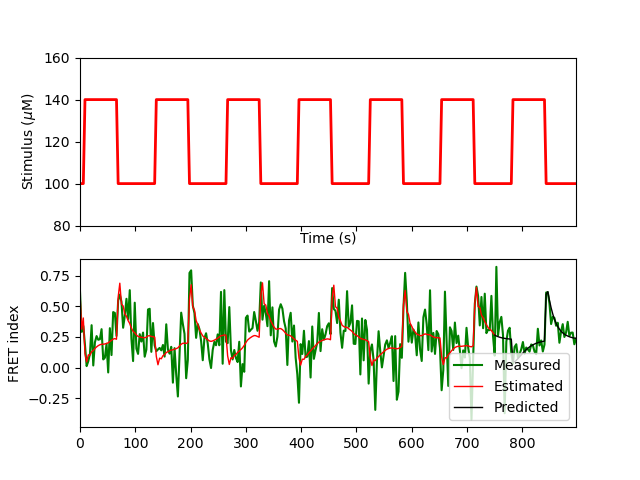 160
140
120
100
80
Stimulus (μM)
Time (s)
0.75
0.50
0.25
0.00
−0.25
FRET index
Measured
Estimated
Predicted
0 100 200 300 400 500 600 700 800